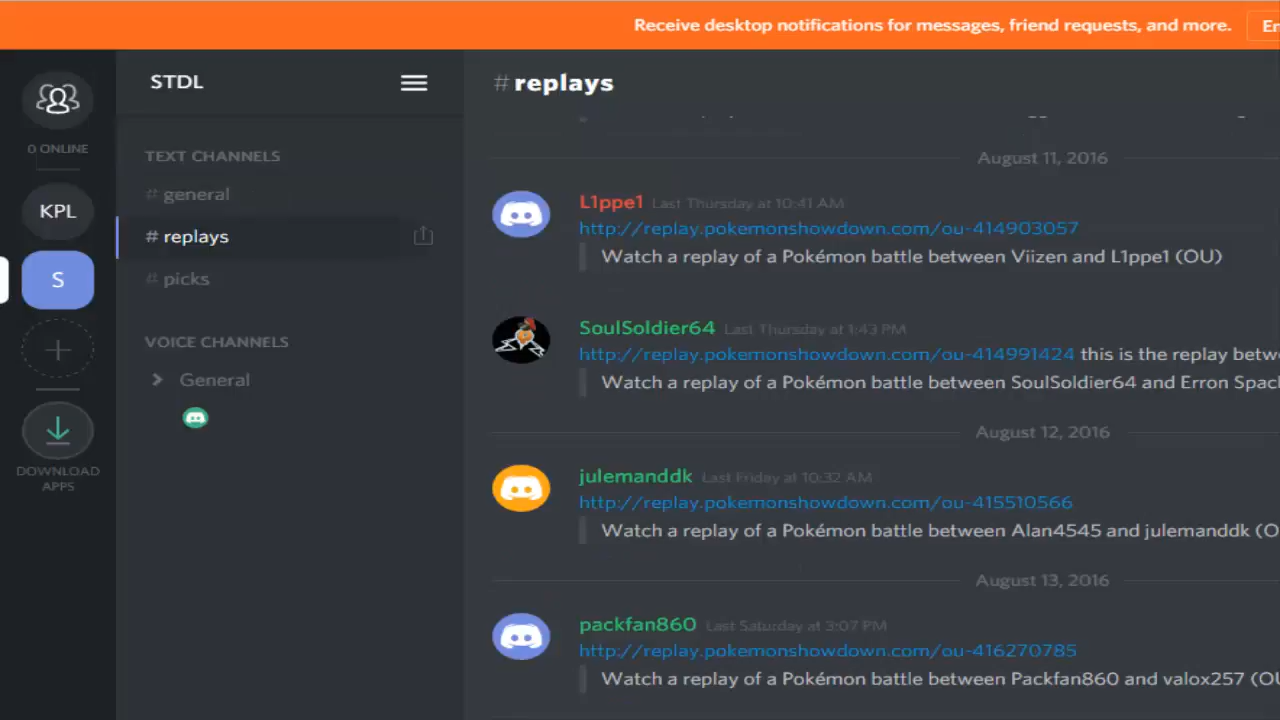 Receive desktop notifications for messages, friend requests, and more.
STDL
# replays
0 ONLINE
TEXT CHANNELS
# general
KPL
# replays
S
# picks
VOICE CHANNELS
General
DOWNLOAD
APPS
August 11, 2016
L1ppe1 Last Thursday at 10:41 AM
http://replay.pokemonshowdown.com/ou-414903057
Watch a replay of a Pokémon battle between Viizen and L1ppe1 (OU)
SoulSoldier64 Last Thursday at 1:43 PM
http://replay.pokemonshowdown.com/ou-414991424 this is the replay betw
Watch a replay of a Pokémon battle between SoulSoldier64 and Erron Spac
August 12, 2016
julemanddk Last Friday at 10:32 AM
http://replay.pokemonshowdown.com/ou-415510566
Watch a replay of a Pokémon battle between Alan4545 and julemanddk (O
August 13, 2016
packfan860 Last Saturday at 3:07 PM
http://replay.pokemonshowdown.com/ou-416270785
Watch a replay of a Pokémon battle between Packfan860 and valox257 (OU